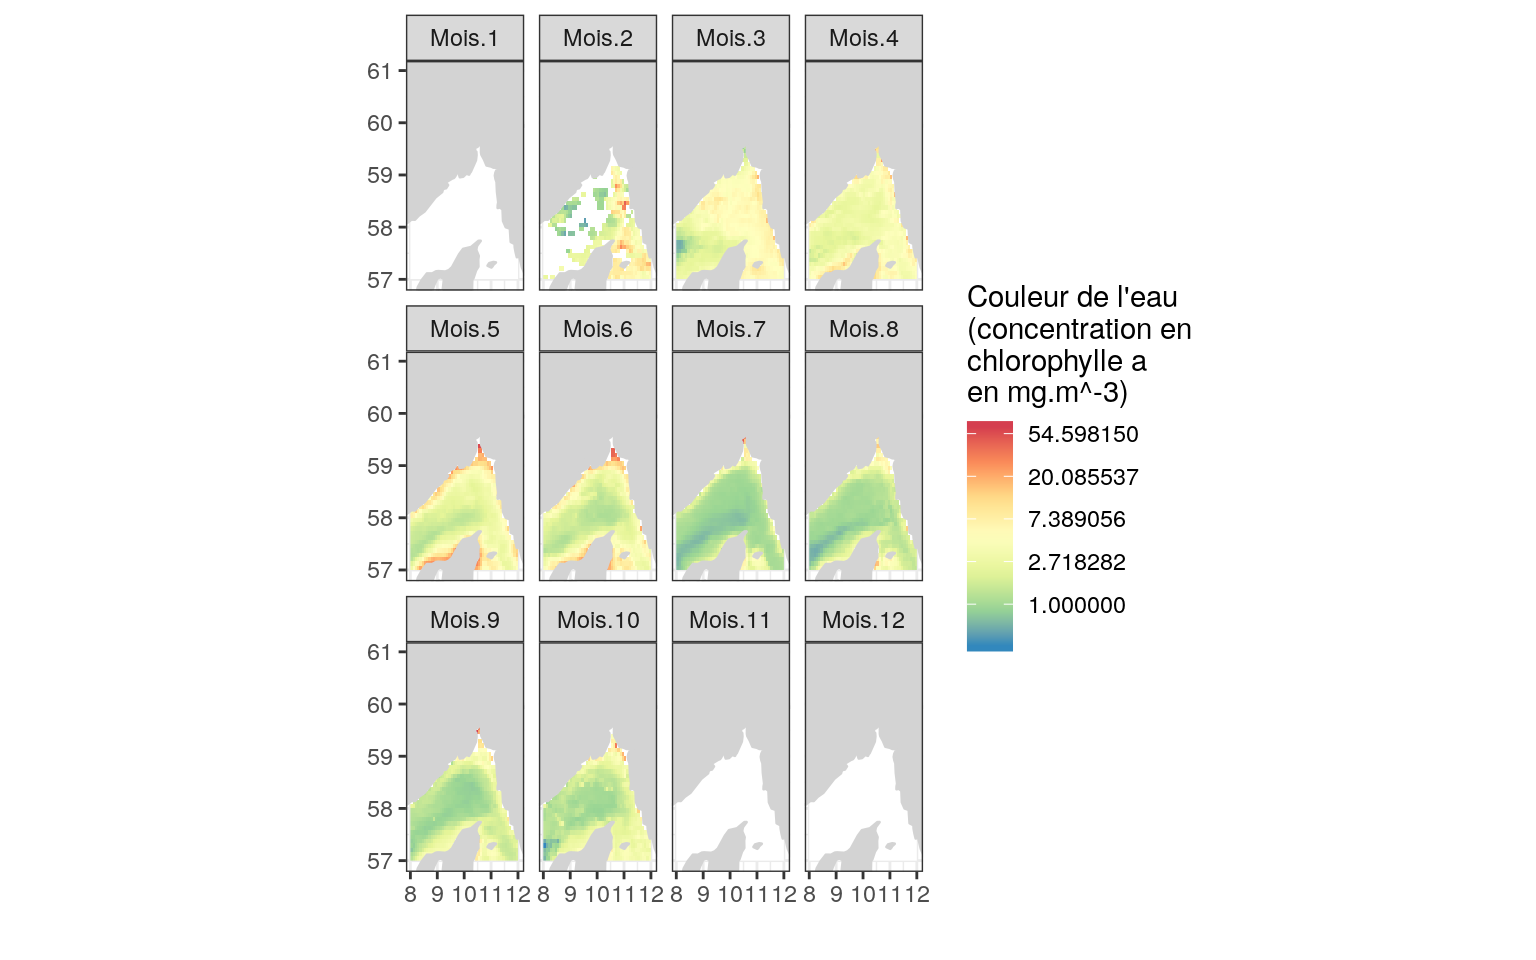 Mois.1 Mois.2 Mois.3 Mois.4
61
60
59
58
57
Mois.5 Mois.6 Mois.7 Mois.8
61
60
59
58
57
Mois.9 Mois.10 Mois.11 Mois.12
61
60
59
58
57
8 9 10 11 12 8 9 10 11 12 8 9 10 11 12 8 9 10 11 12
Couleur de l'eau
(concentration en
chlorophylle a
en mg.m^-3)
54.598150
20.085537
7.389056
2.718282
1.000000